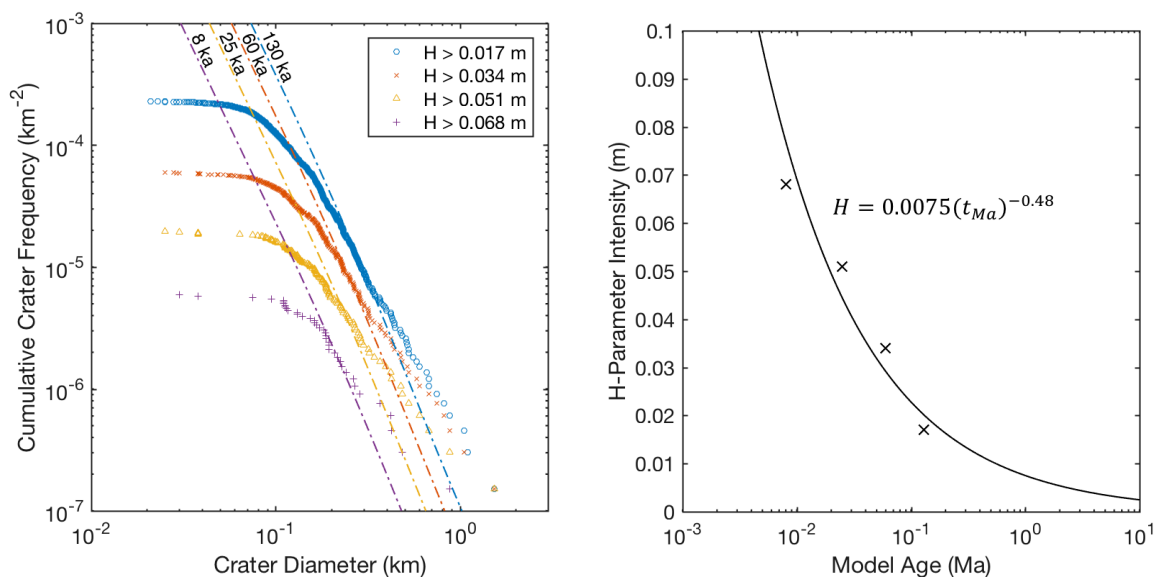 10^-3
10^-4
10^-5
10^-6
10^-7
Cumulative Crater Frequency (km^-2)
8 ka
25 ka
60 ka
130 ka
H > 0.017 m
H > 0.034 m
H > 0.051 m
H > 0.068 m
10^-2
10^-1
10^0
Crater Diameter (km)
0.1
0.09
0.08
0.07
0.06
0.05
0.04
0.03
0.02
0.01
0
H-Parameter Intensity (m)
H = 0.0075(t_Ma)^-0.48
10^-3
10^-2
10^-1
10^0
10^1
Model Age (Ma)